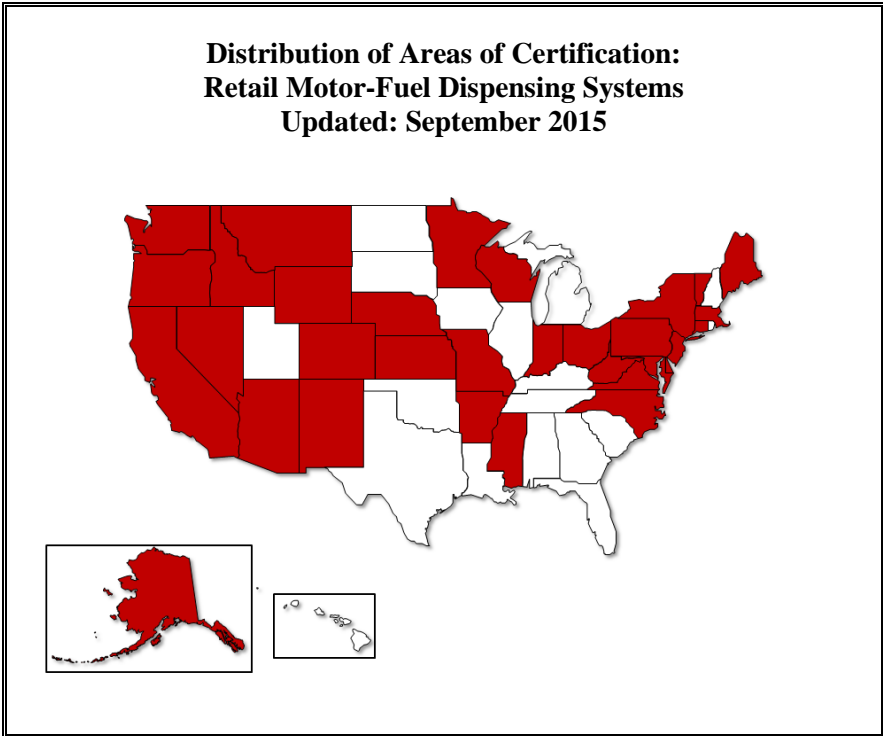 Distribution of Areas of Certification:
Retail Motor-Fuel Dispensing Systems
Updated: September 2015